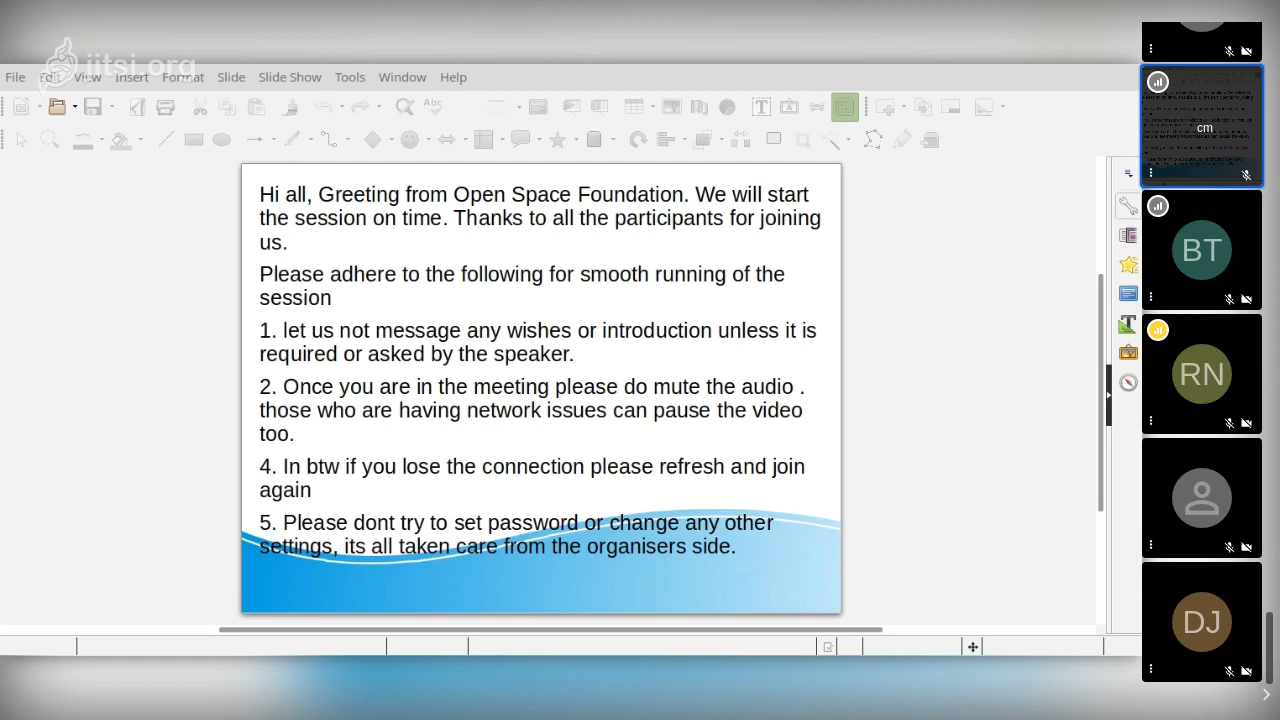 iitsi.org
File Edit View Insert Format Slide Slide Show Tools Window Help
Abc
T
T
Hi all, Greeting from Open Space Foundation. We will start
the session on time. Thanks to all the participants for joining
us.
Please adhere to the following for smooth running of the
session
1. let us not message any wishes or introduction unless it is
required or asked by the speaker.
2. Once you are in the meeting please do mute the audio .
those who are having network issues can pause the video
too.
4. In btw if you lose the connection please refresh and join
again
5. Please dont try to set password or change any other
settings, its all taken care from the organisers side.
cm
BT
RN
DJ